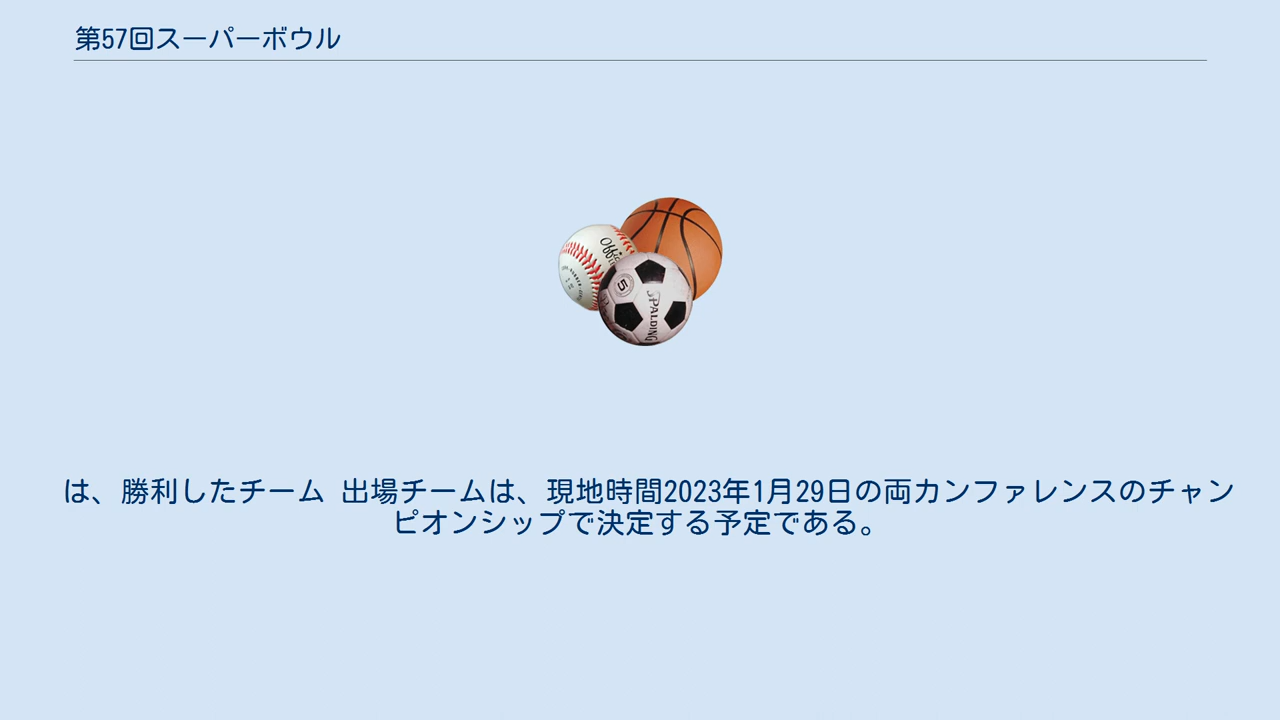 第57回スーパーボウル
Offic
5
SPALDING
は、勝利したチーム 出場チームは、現地時間2023年1月29日の両カンファレンスのチャン
ピオンシップで決定する予定である。